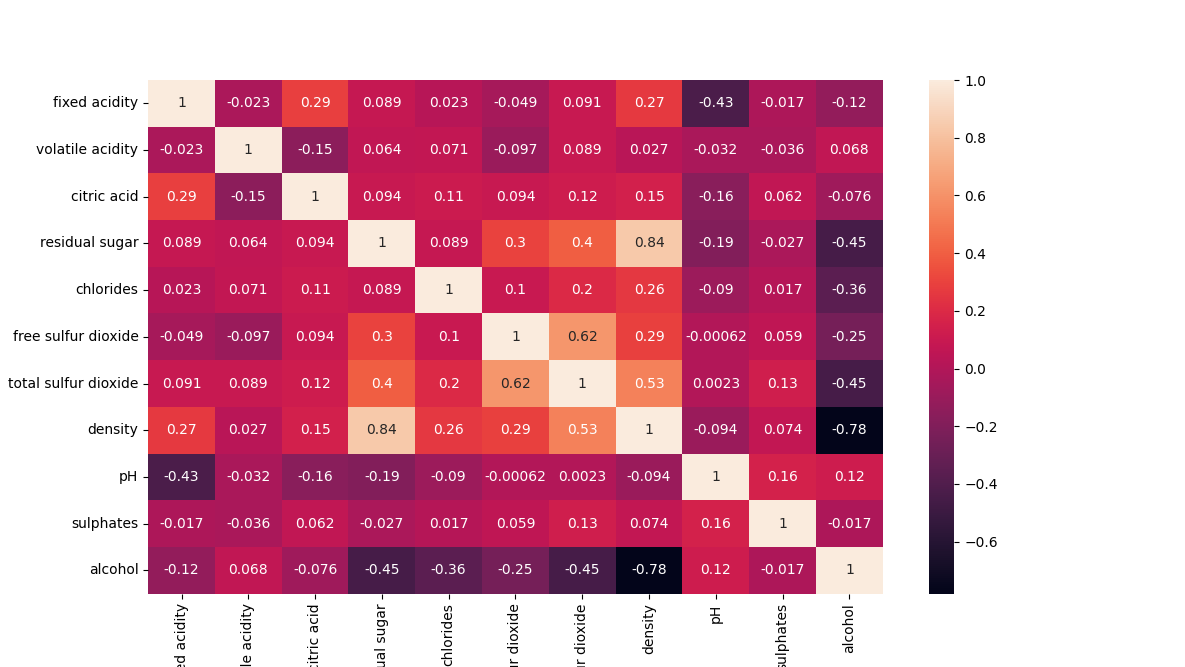 fixed acidity 1 -0.023 0.29 0.089 0.023 -0.049 0.091 0.27 -0.43 -0.017 -0.12 1.0
volatile acidity -0.023 1 -0.15 0.064 0.071 -0.097 0.089 0.027 -0.032 -0.036 0.068 0.8
citric acid 0.29 -0.15 1 0.094 0.11 0.094 0.12 0.15 -0.16 0.062 -0.076 0.6
residual sugar 0.089 0.064 0.094 1 0.089 0.3 0.4 0.84 -0.19 -0.027 -0.45 0.4
chlorides 0.023 0.071 0.11 0.089 1 0.1 0.2 0.26 -0.09 0.017 -0.36 0.2
free sulfur dioxide -0.049 -0.097 0.094 0.3 0.1 1 0.62 0.29 -0.00062 0.059 -0.25
total sulfur dioxide 0.091 0.089 0.12 0.4 0.2 0.62 1 0.53 0.0023 0.13 -0.45 0.0
density 0.27 0.027 0.15 0.84 0.26 0.29 0.53 1 -0.094 0.074 -0.78 −0.2
pH -0.43 -0.032 -0.16 -0.19 -0.09 -0.00062 0.0023 -0.094 1 0.16 0.12 −0.4
sulphates -0.017 -0.036 0.062 -0.027 0.017 0.059 0.13 0.074 0.16 1 -0.017 −0.6
alcohol -0.12 0.068 -0.076 -0.45 -0.36 -0.25 -0.45 -0.78 0.12 -0.017 1
ed acidity le acidity citric acid ual sugar chlorides ur dioxide ur dioxide density pH sulphates alcohol